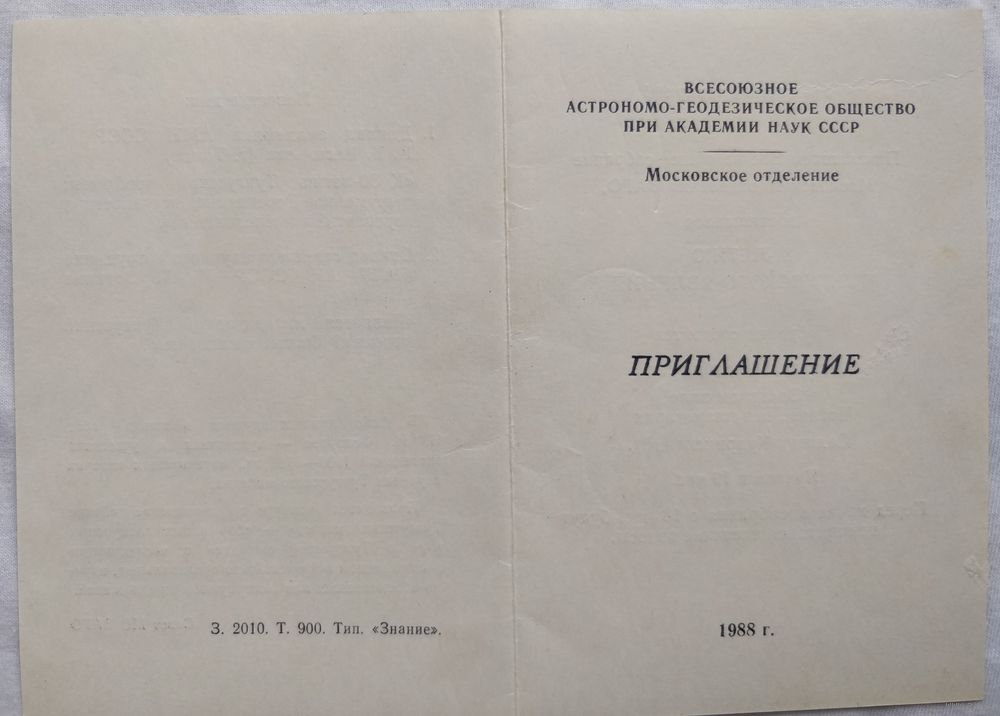 ВСЕСОЮЗНОЕ
АСТРОНОМО-ГЕОДЕЗИЧЕСКОЕ ОБЩЕСТВО
ПРИ АКАДЕМИИ НАУК СССР
Московское отделение
ПРИГЛАШЕНИЕ
1988 г.
З. 2010. Т. 900. Тип. «Знание».